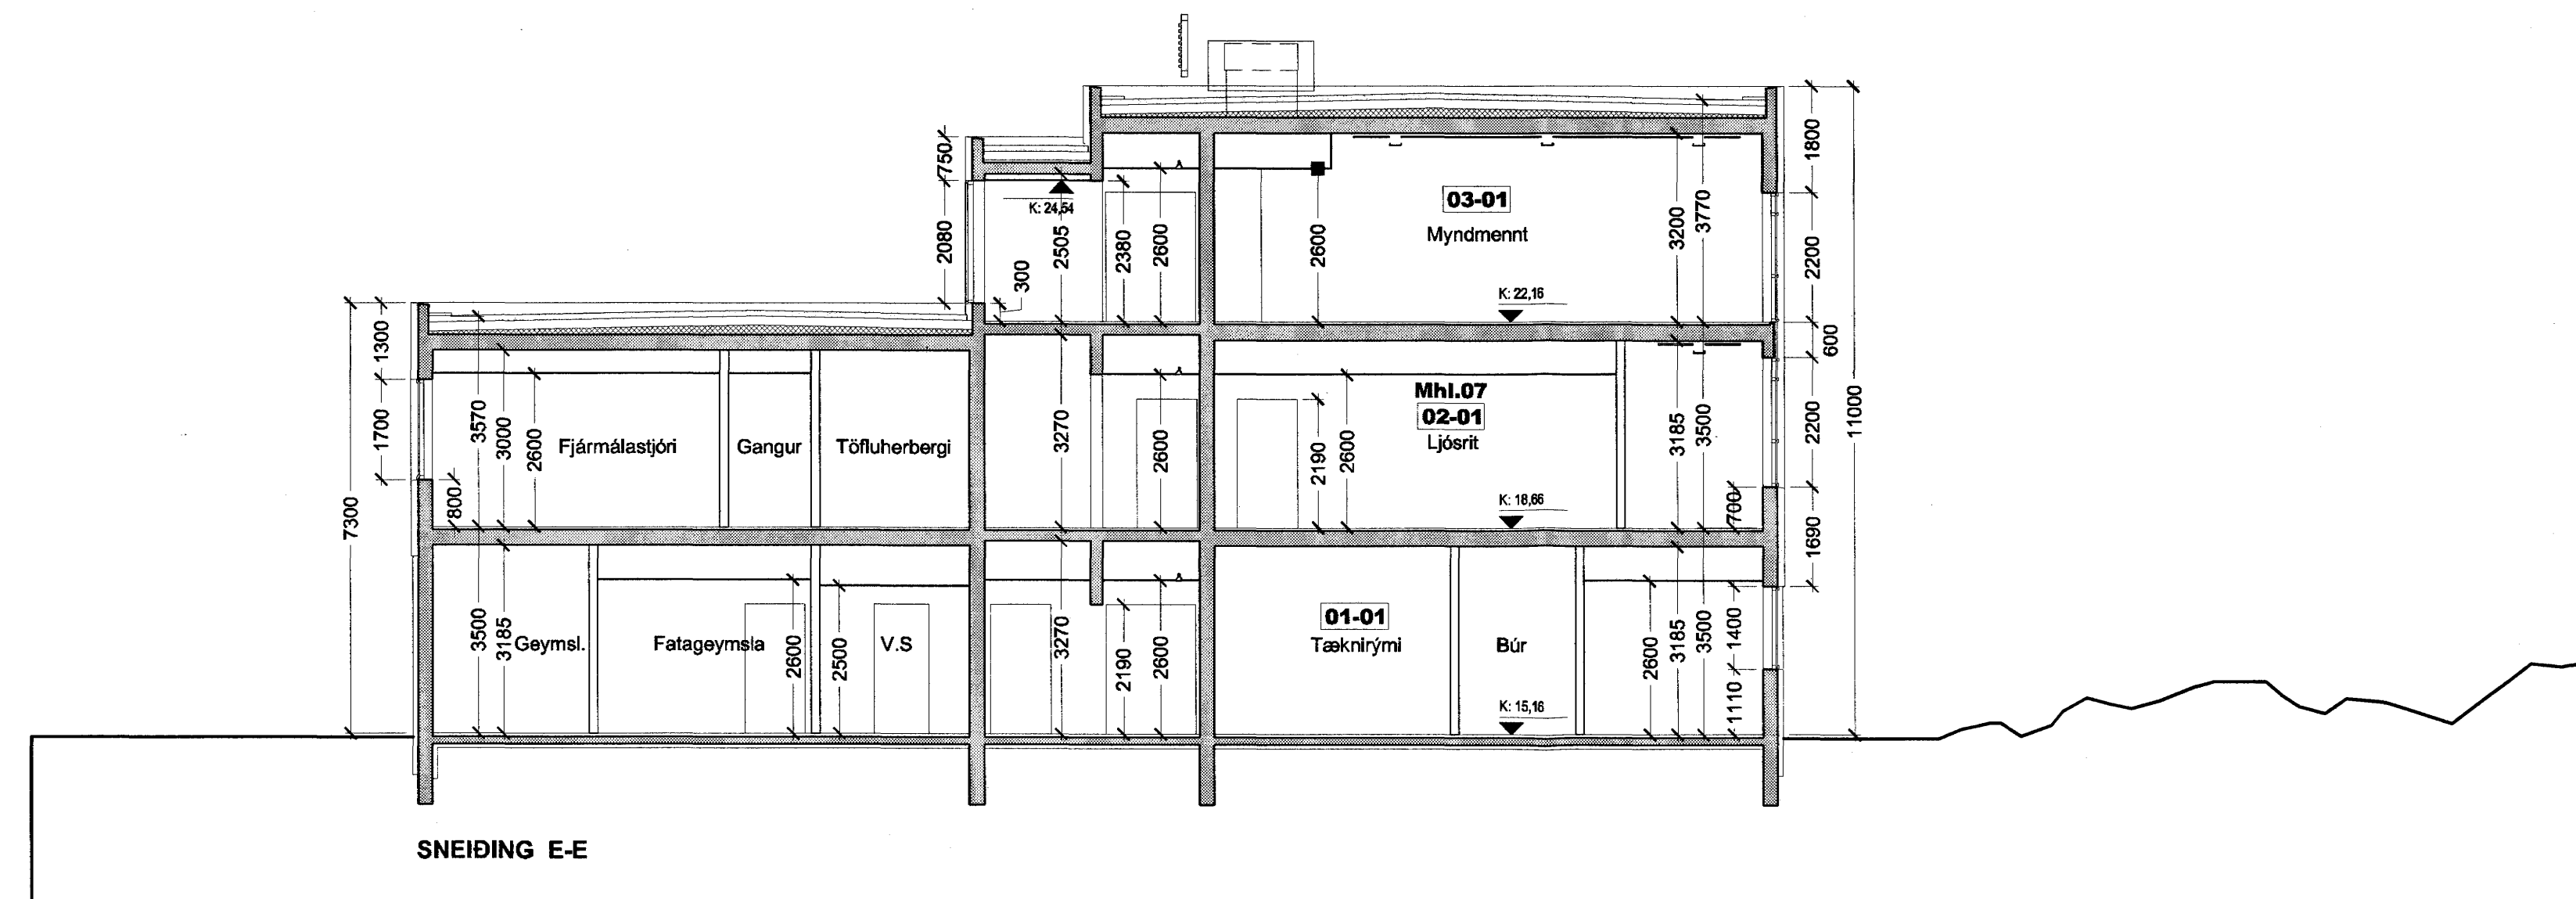 750
1800
K: 24,54
03-01
Myndmennt
2080
300
2505
2380
2600
2600
3200
3770
2200
K: 22,16
1300
600
Mhl.07
02-01
Ljósrit
1700
3570
3000
2600
Fjármálastjóri
Gangur
Töfluherbergi
3270
2600
2190
2600
3185
3500
2200
11000
800
K: 18,66
700
7300
1690
01-01
3500
3185
Geymsl.
Fatageymsla
2600
2500
V.S
3270
2190
2600
Tæknirými
Búr
2600
3185
3500
1400
K: 15,16
1110
SNEIÐING E-E